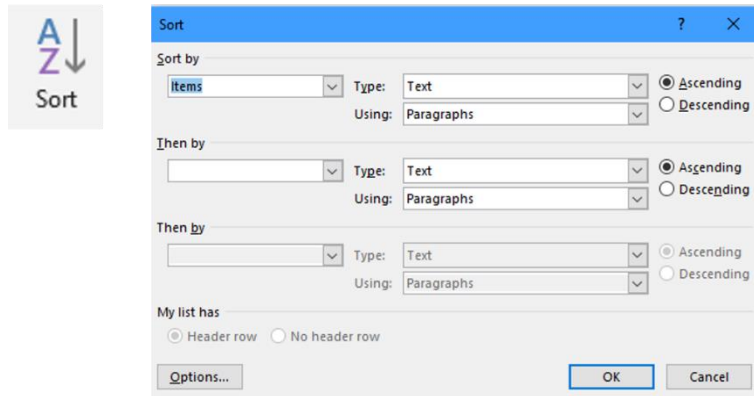 A
Z
Sort
Sort ? ×
Sort by
Items Type: Text Ascending
Using: Paragraphs Descending
Then by
Type: Text Ascending
Using: Paragraphs Descending
Then by
Type: Text Ascending
Using: Paragraphs Descending
My list has
Header row No header row
Options... OK Cancel